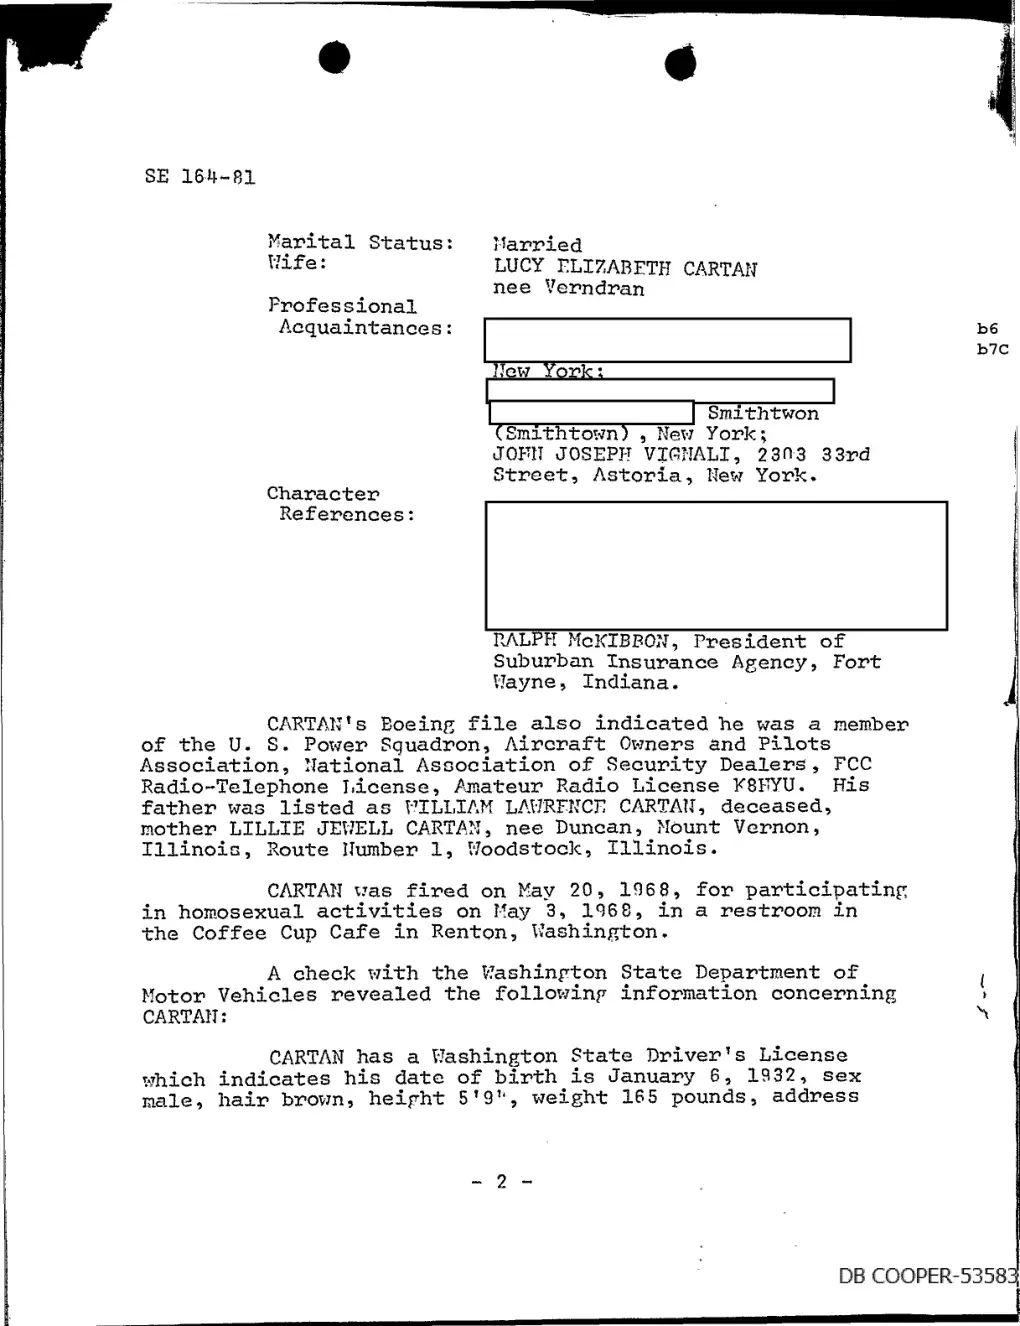 SE 164-81
Marital Status: Married
Wife: LUCY ELIZABETH CARTAN
nee Verndran
Professional
Acquaintances:
b6
b7C
New York;
Smithtwon
(Smithtown), New York;
JOHN JOSEPH VIGNALI, 2303 33rd
Street, Astoria, New York.
Character
References:
RALPH McKIBBON, President of
Suburban Insurance Agency, Fort
Wayne, Indiana.
CARTAN's Boeing file also indicated he was a member
of the U. S. Power Squadron, Aircraft Owners and Pilots
Association, National Association of Security Dealers, FCC
Radio-Telephone License, Amateur Radio License K8FYU. His
father was listed as WILLIAM LAWRENCE CARTAN, deceased,
mother LILLIE JEWELL CARTAN, nee Duncan, Mount Vernon,
Illinois, Route Number 1, Woodstock, Illinois.
CARTAN was fired on May 20, 1968, for participating
in homosexual activities on May 3, 1968, in a restroom in
the Coffee Cup Cafe in Renton, Washington.
A check with the Washington State Department of
Motor Vehicles revealed the following information concerning
CARTAN:
CARTAN has a Washington State Driver's License
which indicates his date of birth is January 6, 1932, sex
male, hair brown, height 5'9", weight 165 pounds, address
- 2 -
DB COOPER-53583